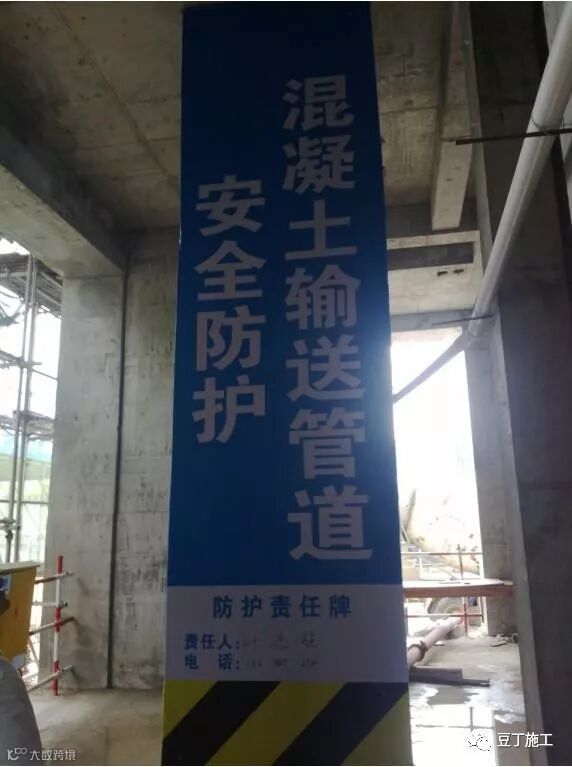 混凝土输送管道
安全防护
防护责任牌
责任人:
电 话:
大数跨境
豆丁施工